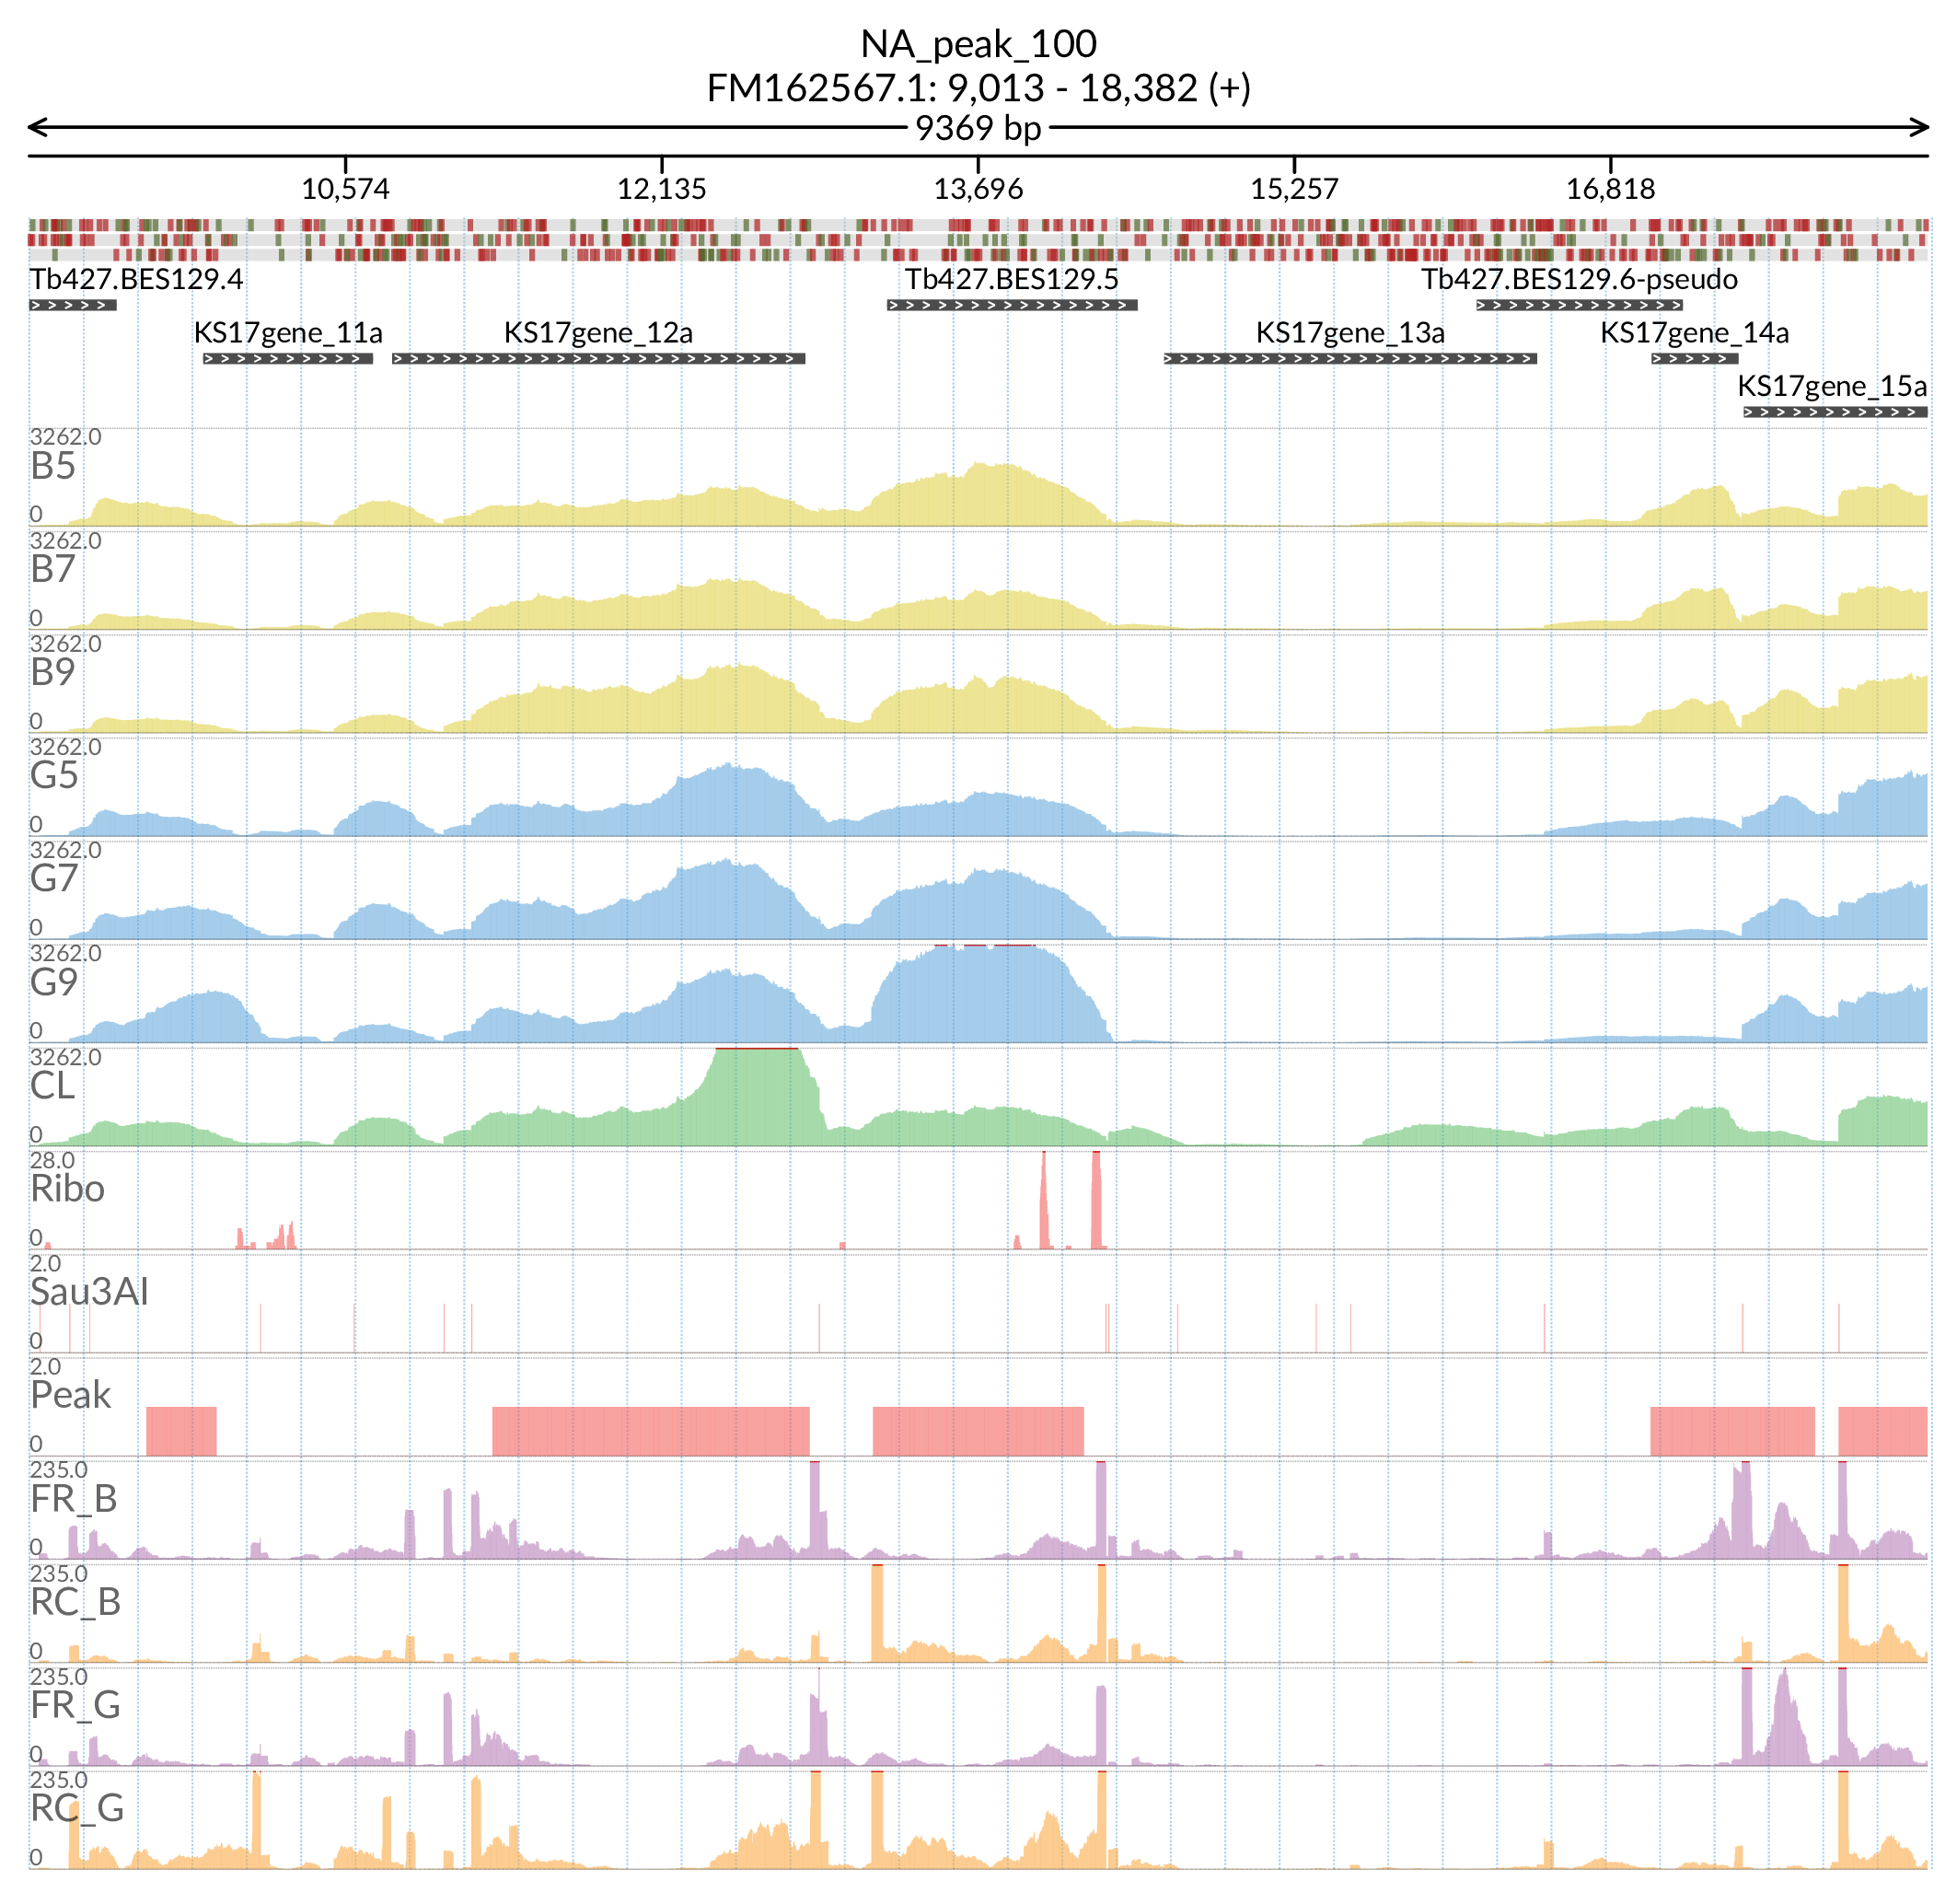 NA_peak_100
FM162567.1: 9,013 - 18,382 (+)
9369 bp
10,574 12,135 13,696 15,257 16,818
Tb427.BES129.4 Tb427.BES129.5 Tb427.BES129.6-pseudo
KS17gene_11a KS17gene_12a KS17gene_13a KS17gene_14a
KS17gene_15a
3262.0
B5
0
3262.0
B7
0
3262.0
B9
0
3262.0
G5
0
3262.0
G7
0
3262.0
G9
0
3262.0
CL
0
28.0
Ribo
0
2.0
Sau3AI
0
2.0
Peak
0
235.0
FR_B
0
235.0
RC_B
0
235.0
FR_G
0
235.0
RC_G
0